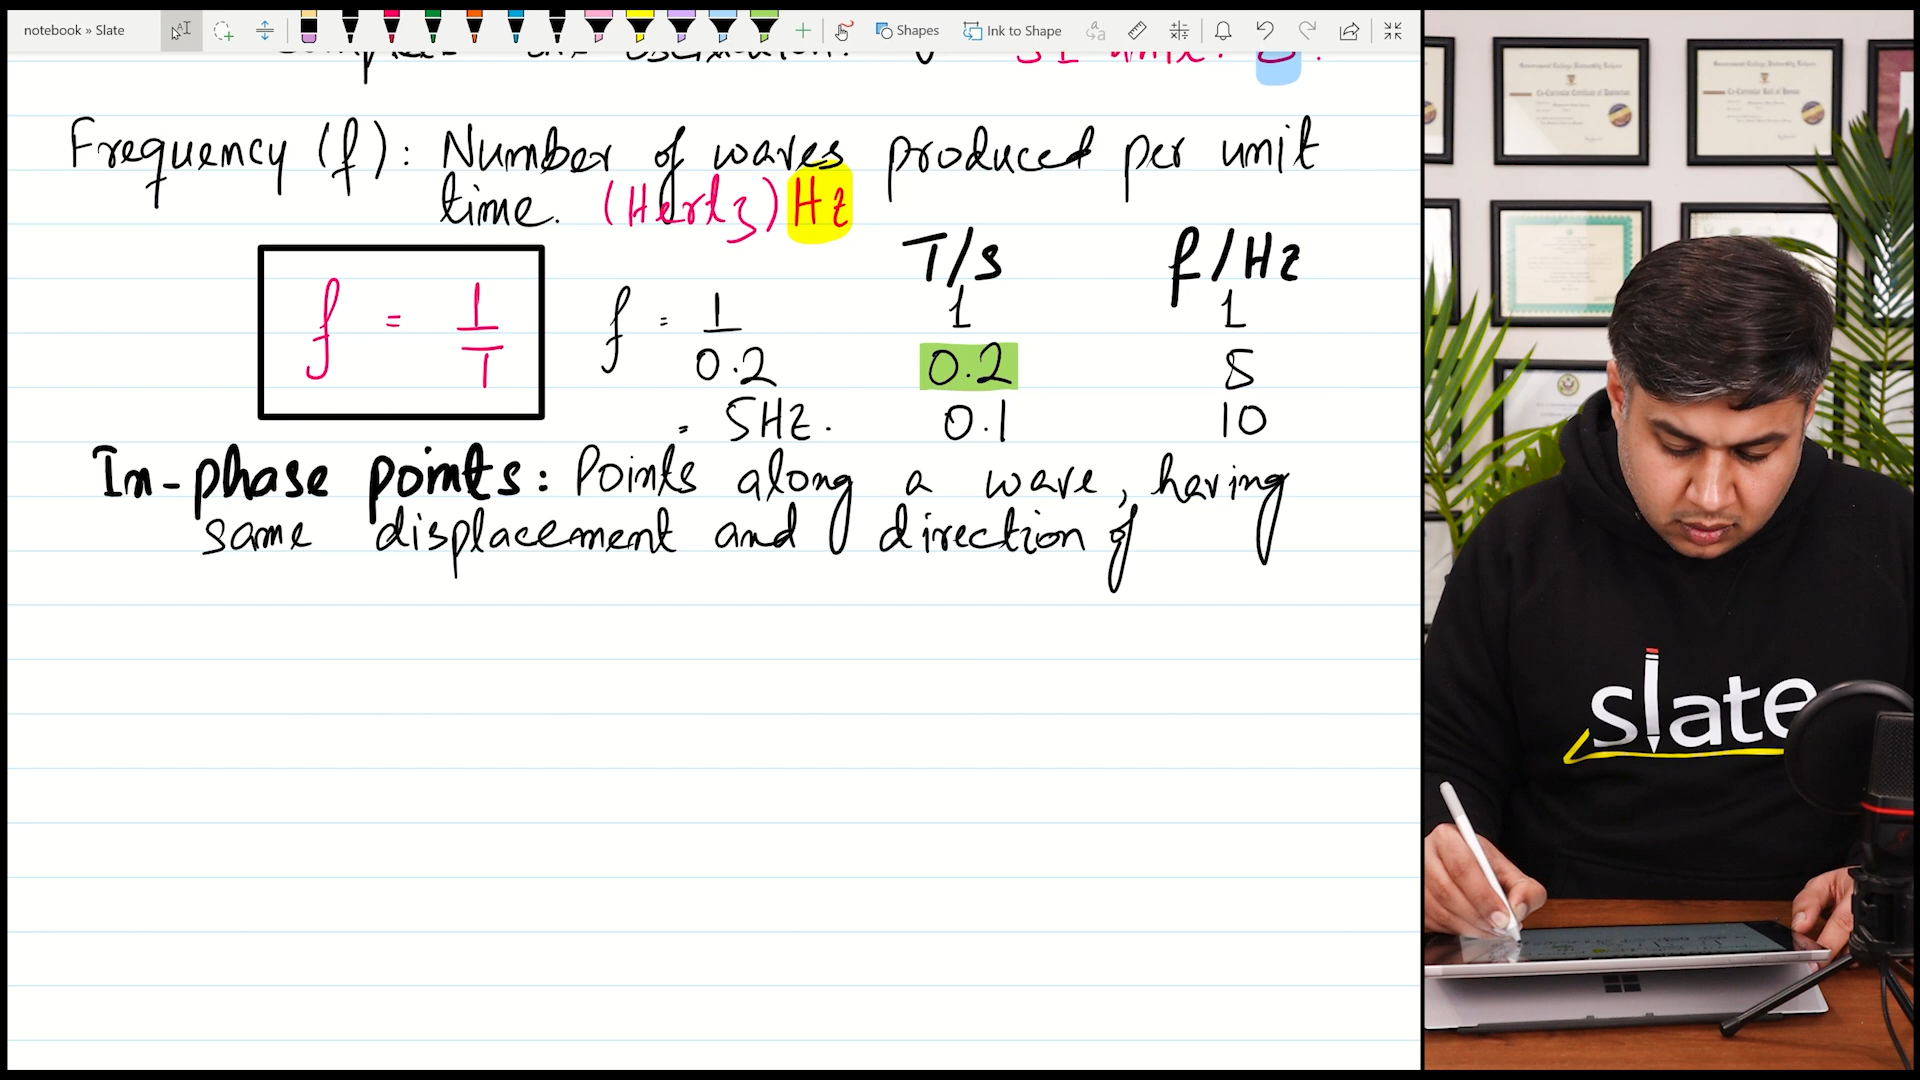 notebook » Slate
Shapes
Ink to Shape
SI unit: S.
Frequency (f): Number of waves produced per unit
time. (Hertz) Hz
T/s f/Hz
f = 1/T f = 1/0.2 1 1
0.2 5
= 5Hz. 0.1 10
In-phase points: Points along a wave, having
same displacement and direction of
slate